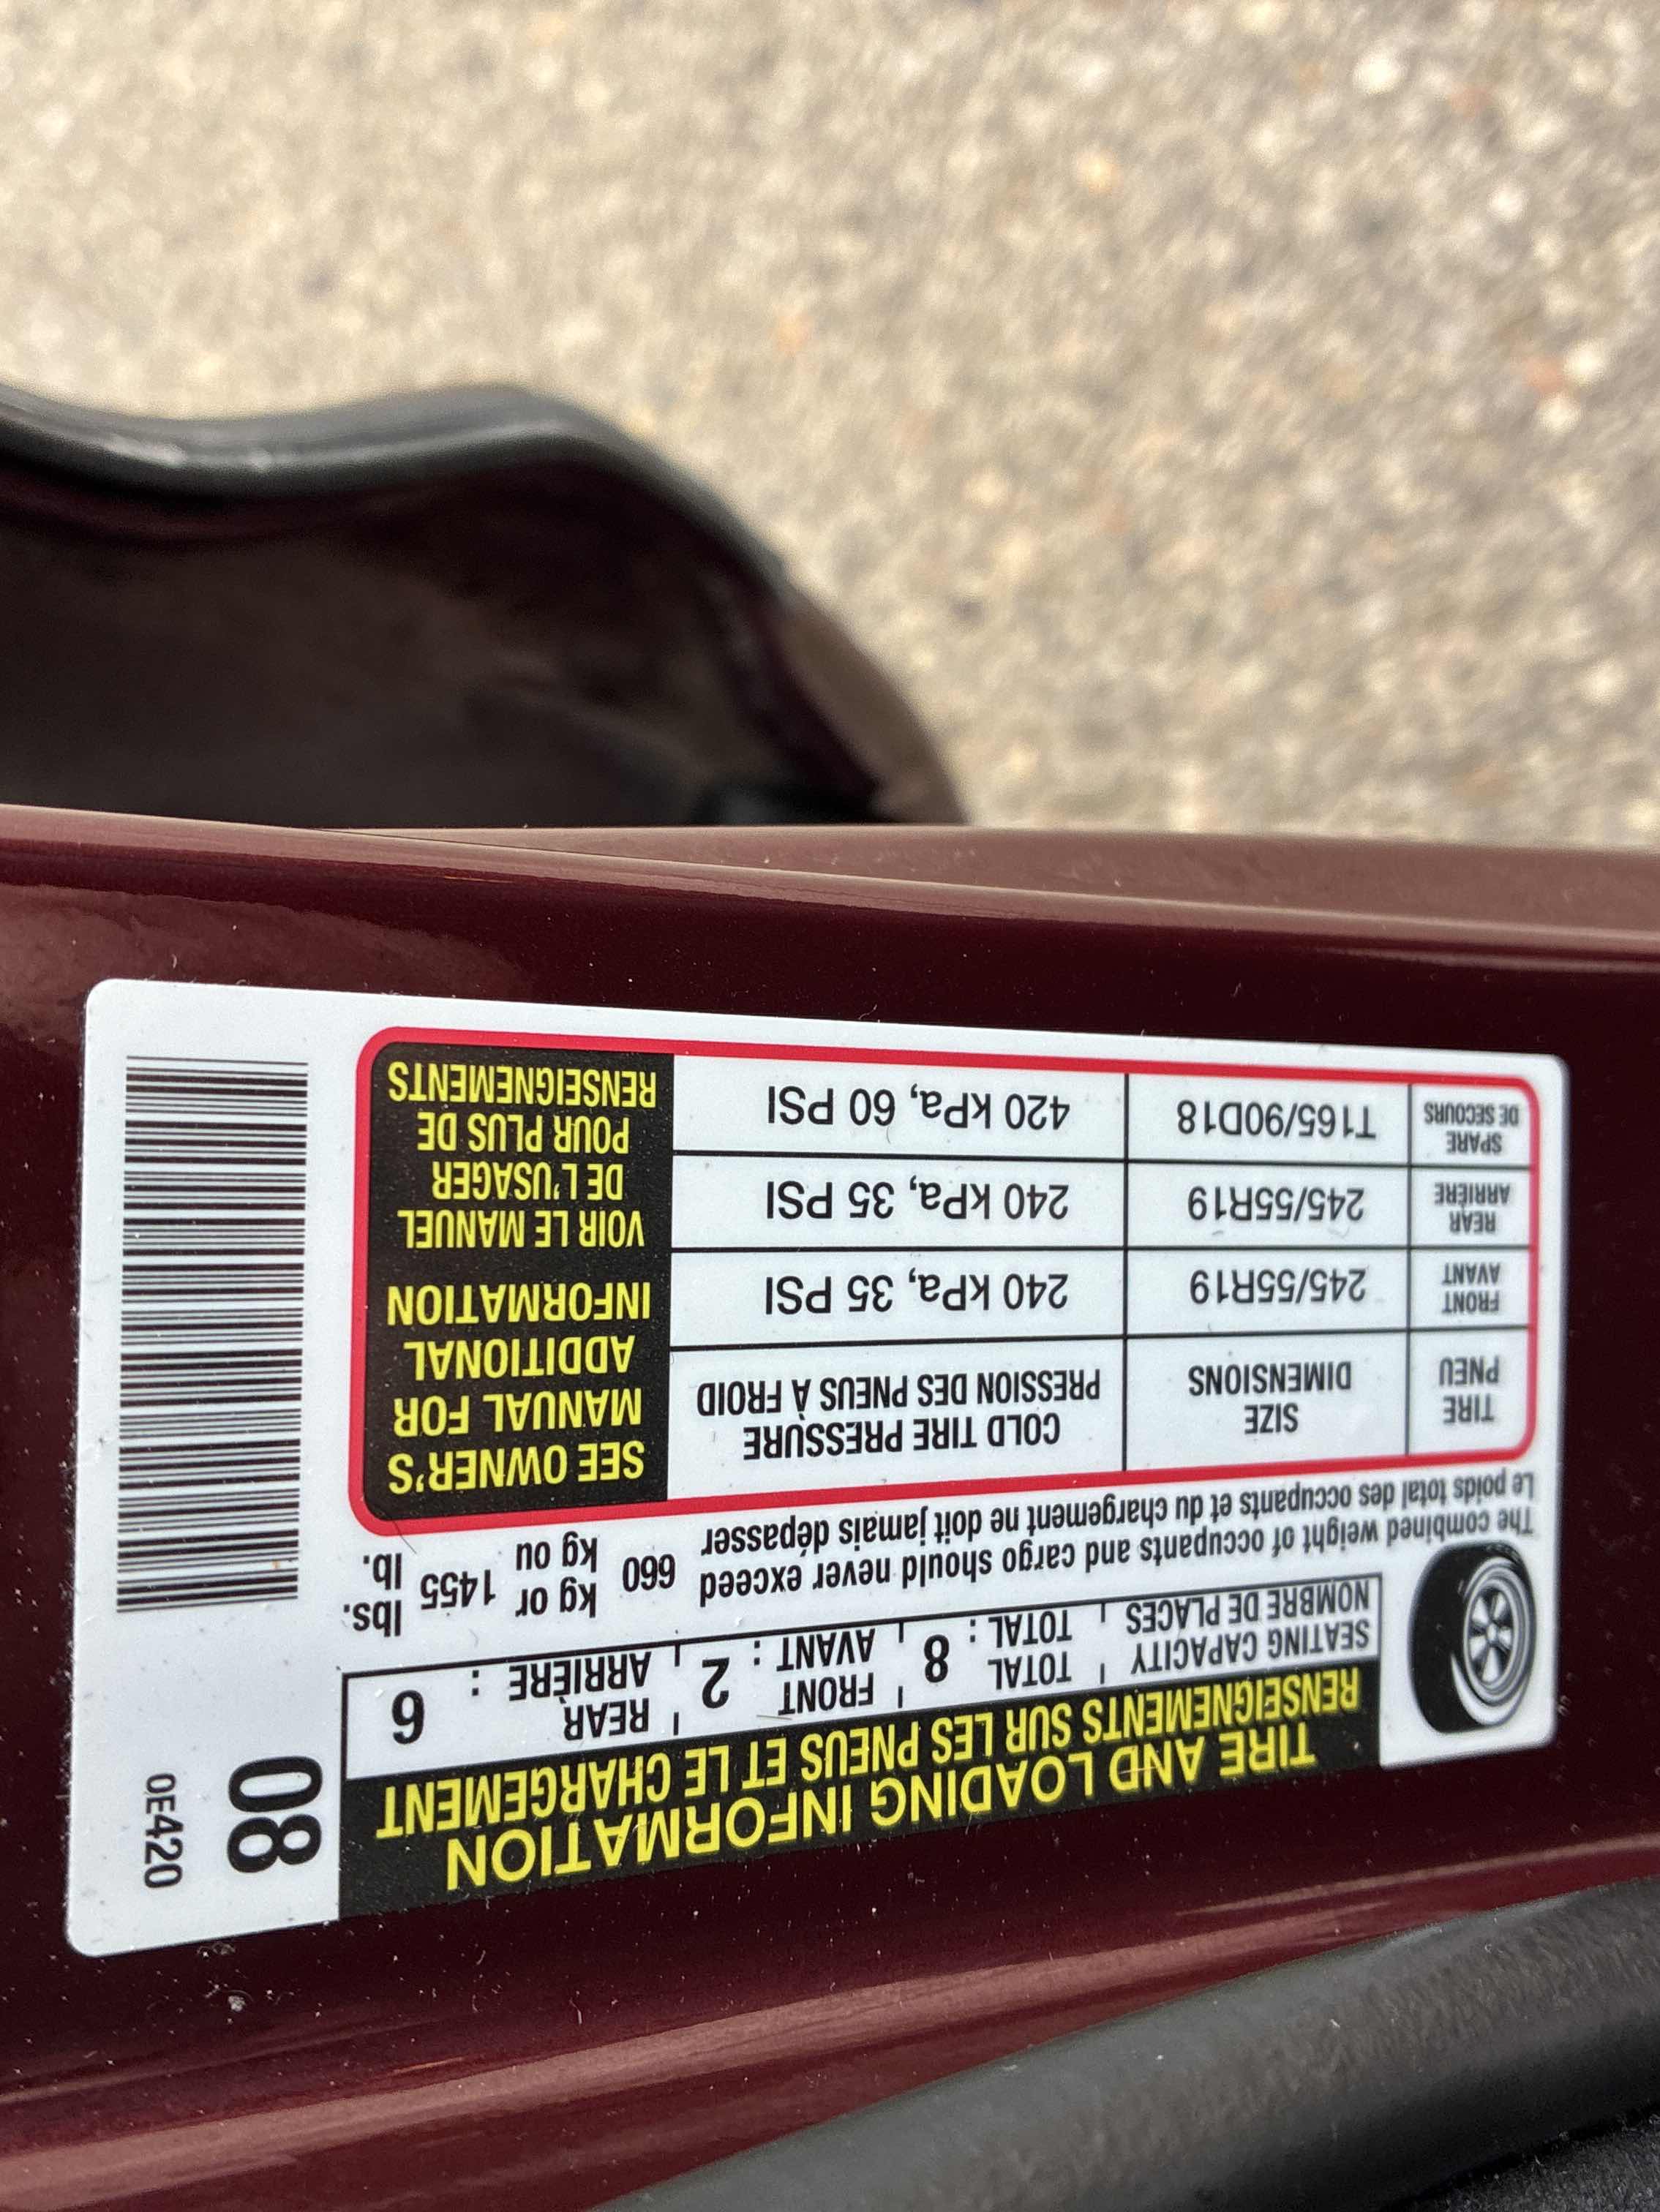 TIRE AND LOADING INFORMATION
RENSEIGNEMENTS SUR LES PNEUS ET LE CHARGEMENT
SEATING CAPACITY TOTAL FRONT REAR
NOMBRE DE PLACES TOTAL : 8 AVANT : 2 ARRIÈRE : 6
The combined weight of occupants and cargo should never exceed 660 kg or 1455 lbs.
Le poids total des occupants et du chargement ne doit jamais dépasser kg ou lb.
TIRE
PNEU
SIZE
DIMENSIONS
COLD TIRE PRESSURE
PRESSION DES PNEUS À FROID
FRONT
AVANT
245/55R19
240 kPa, 35 PSI
REAR
ARRIÈRE
245/55R19
240 kPa, 35 PSI
SPARE
DE SECOURS
T165/90D18
420 kPa, 60 PSI
SEE OWNER'S
MANUAL FOR
ADDITIONAL
INFORMATION
VOIR LE MANUEL
DE L'USAGER
POUR PLUS DE
RENSEIGNEMENTS
08
0E420